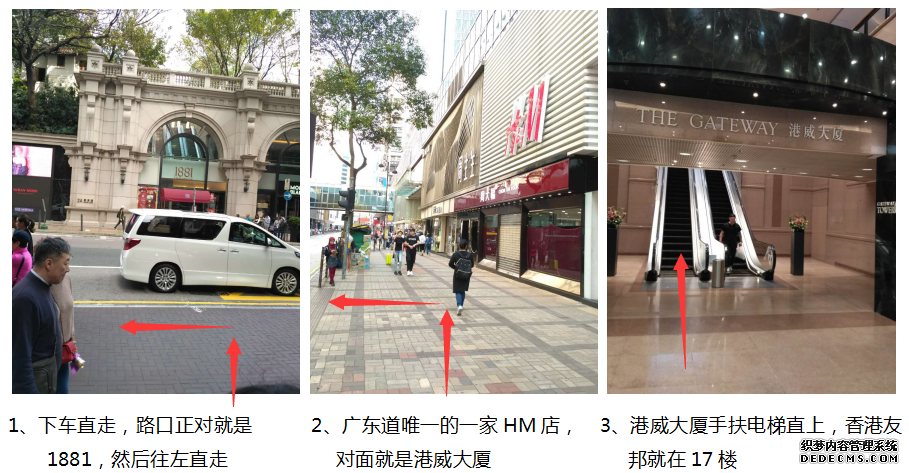 1881
HM
THE GATEWAY 港威大厦
GATEWAY
TOWER
1、下车直走，路口正对就是
1881，然后往左直走
2、广东道唯一的一家 HM 店，
对面就是港威大厦
3、港威大厦手扶电梯直上，香港友
邦就在 17 楼
织梦内容管理系统
DEDECMS.COM